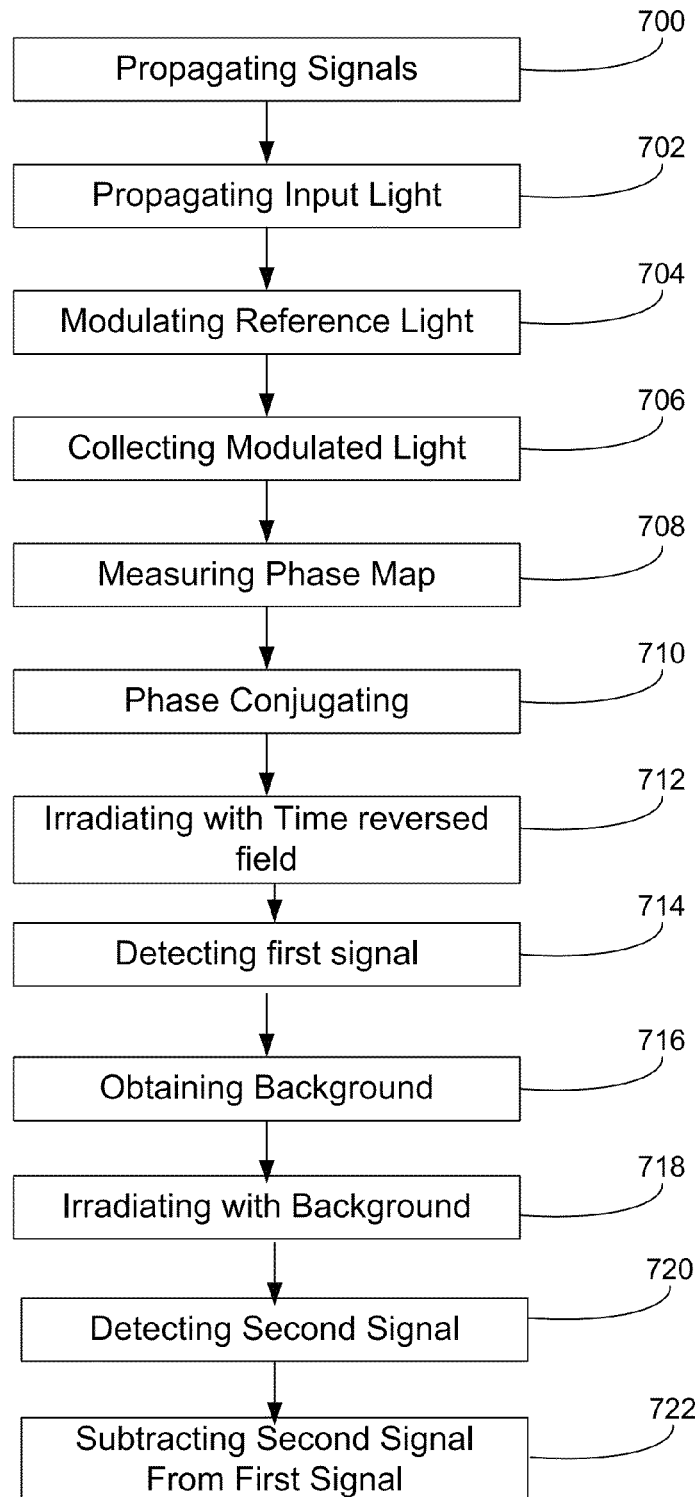 700
Propagating Signals
702
Propagating Input Light
704
Modulating Reference Light
706
Collecting Modulated Light
708
Measuring Phase Map
710
Phase Conjugating
712
Irradiating with Time reversed
field
714
Detecting first signal
716
Obtaining Background
718
Irradiating with Background
720
Detecting Second Signal
722
Subtracting Second Signal
From First Signal